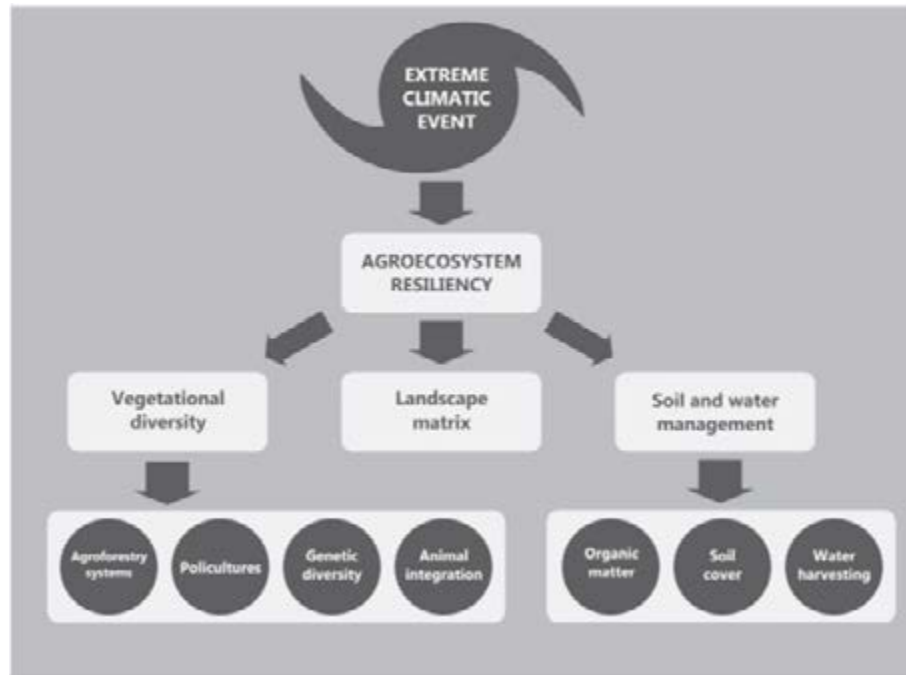 EXTREME
CLIMATIC
EVENT
AGROECOSYSTEM
RESILIENCY
Vegetational
diversity
Landscape
matrix
Soil and water
management
Agroforestry
systems
Policultures
Genetic
diversity
Animal
integration
Organic
matter
Soil
cover
Water
harvesting